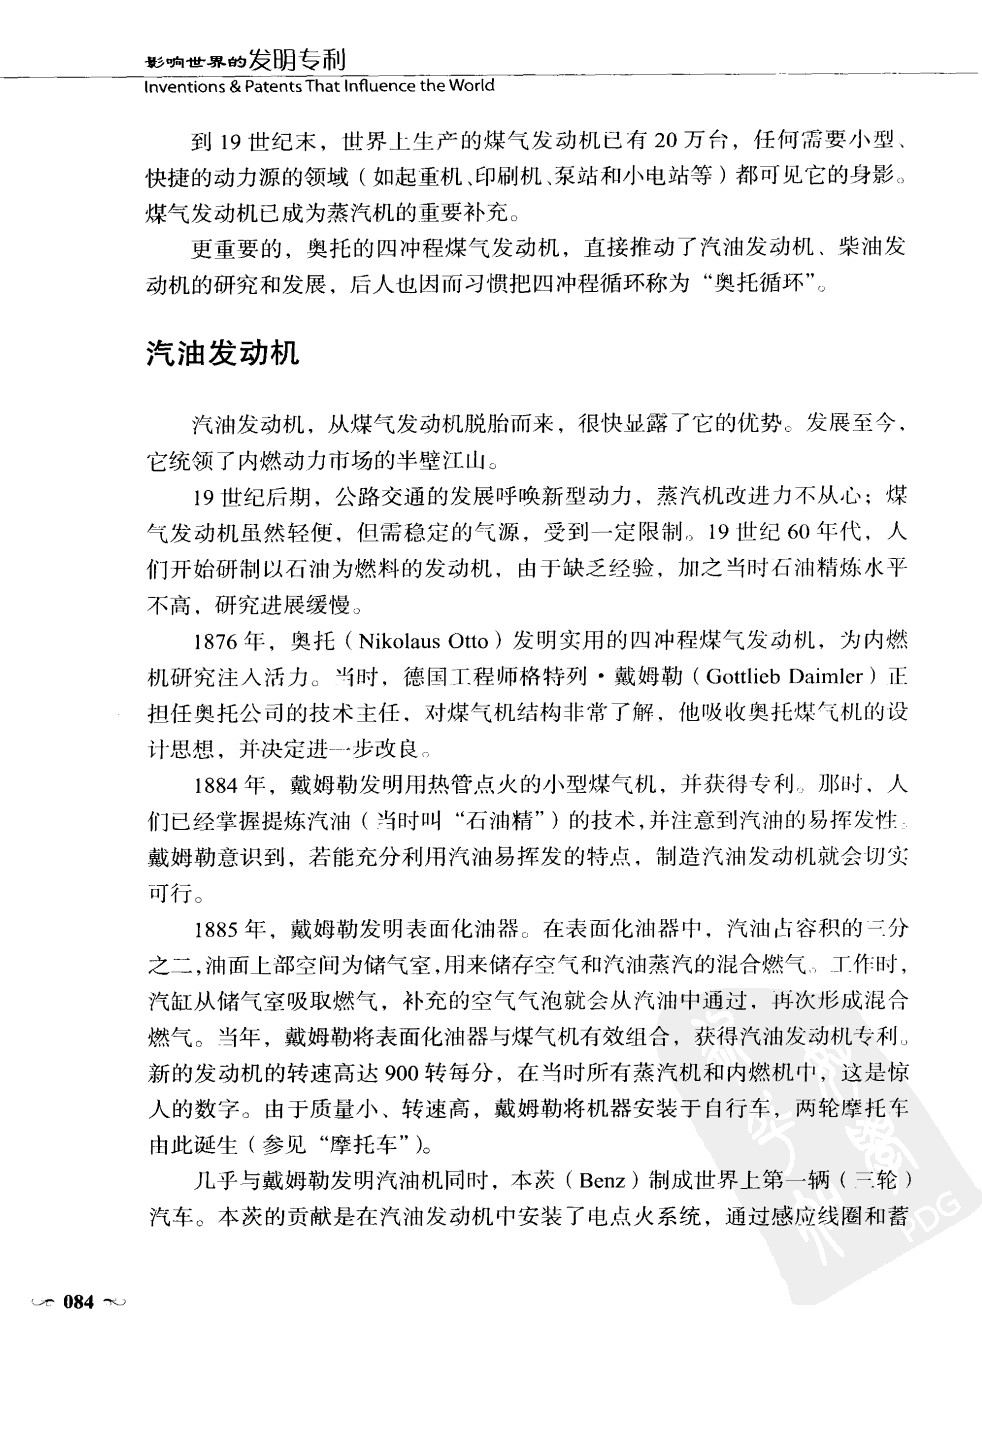 影响世界的发明专利
Inventions & Patents That Influence the World
到 19 世纪末，世界上生产的煤气发动机已有 20 万台，任何需要小型、
快捷的动力源的领域（如起重机、印刷机、泵站和小电站等）都可见它的身影。
煤气发动机已成为蒸汽机的重要补充。
更重要的，奥托的四冲程煤气发动机，直接推动了汽油发动机、柴油发
动机的研究和发展，后人也因而习惯把四冲程循环称为“奥托循环”。
汽油发动机
汽油发动机，从煤气发动机脱胎而来，很快显露了它的优势。发展至今，
它统领了内燃动力市场的半壁江山。
19 世纪后期，公路交通的发展呼唤新型动力，蒸汽机改进力不从心；煤
气发动机虽然轻便，但需稳定的气源，受到一定限制。19 世纪 60 年代，人
们开始研制以石油为燃料的发动机，由于缺乏经验，加之当时石油精炼水平
不高，研究进展缓慢。
1876 年，奥托（Nikolaus Otto）发明实用的四冲程煤气发动机，为内燃
机研究注入活力。当时，德国工程师格特列·戴姆勒（Gottlieb Daimler）正
担任奥托公司的技术主任，对煤气机结构非常了解，他吸收奥托煤气机的设
计思想，并决定进一步改良。
1884 年，戴姆勒发明用热管点火的小型煤气机，并获得专利。那时，人
们已经掌握提炼汽油（当时叫“石油精”）的技术，并注意到汽油的易挥发性。
戴姆勒意识到，若能充分利用汽油易挥发的特点，制造汽油发动机就会切实
可行。
1885 年，戴姆勒发明表面化油器。在表面化油器中，汽油占容积的三分
之二，油面上部空间为储气室，用来储存空气和汽油蒸汽的混合燃气。工作时，
汽缸从储气室吸取燃气，补充的空气气泡就会从汽油中通过，再次形成混合
燃气。当年，戴姆勒将表面化油器与煤气机有效组合，获得汽油发动机专利。
新的发动机的转速高达 900 转每分，在当时所有蒸汽机和内燃机中，这是惊
人的数字。由于质量小、转速高，戴姆勒将机器安装于自行车，两轮摩托车
由此诞生（参见“摩托车”）。
几乎与戴姆勒发明汽油机同时，本茨（Benz）制成世界上第一辆（三轮）
汽车。本茨的贡献是在汽油发动机中安装了电点火系统，通过感应线圈和蓄
PDG
084